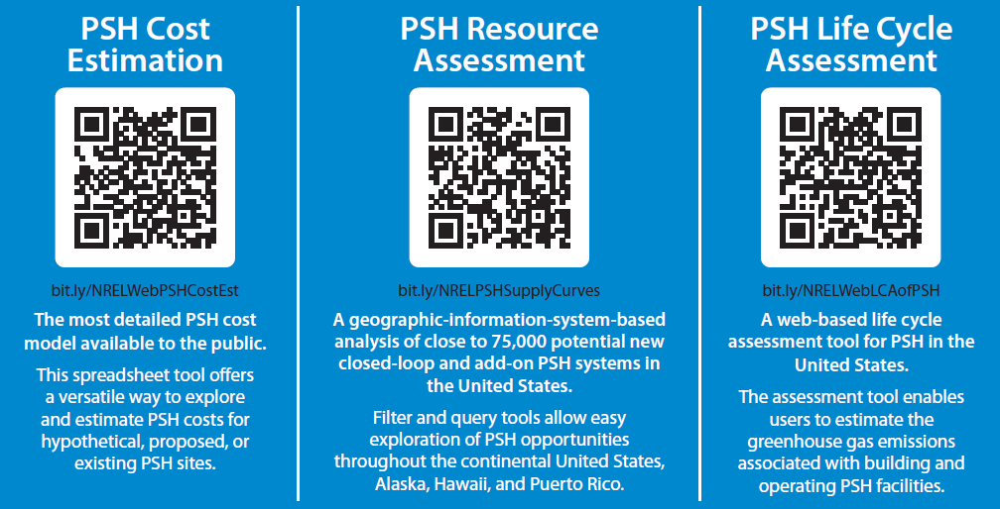 PSH Cost
Estimation
bit.ly/NRELWebPSHCostEst
The most detailed PSH cost
model available to the public.
This spreadsheet tool offers
a versatile way to explore
and estimate PSH costs for
hypothetical, proposed, or
existing PSH sites.
PSH Resource
Assessment
bit.ly/NRELPSHSupplyCurves
A geographic-information-system-based
analysis of close to 75,000 potential new
closed-loop and add-on PSH systems in
the United States.
Filter and query tools allow easy
exploration of PSH opportunities
throughout the continental United States,
Alaska, Hawaii, and Puerto Rico.
PSH Life Cycle
Assessment
bit.ly/NRELWebLCAofPSH
A web-based life cycle
assessment tool for PSH in the
United States.
The assessment tool enables
users to estimate the
greenhouse gas emissions
associated with building and
operating PSH facilities.